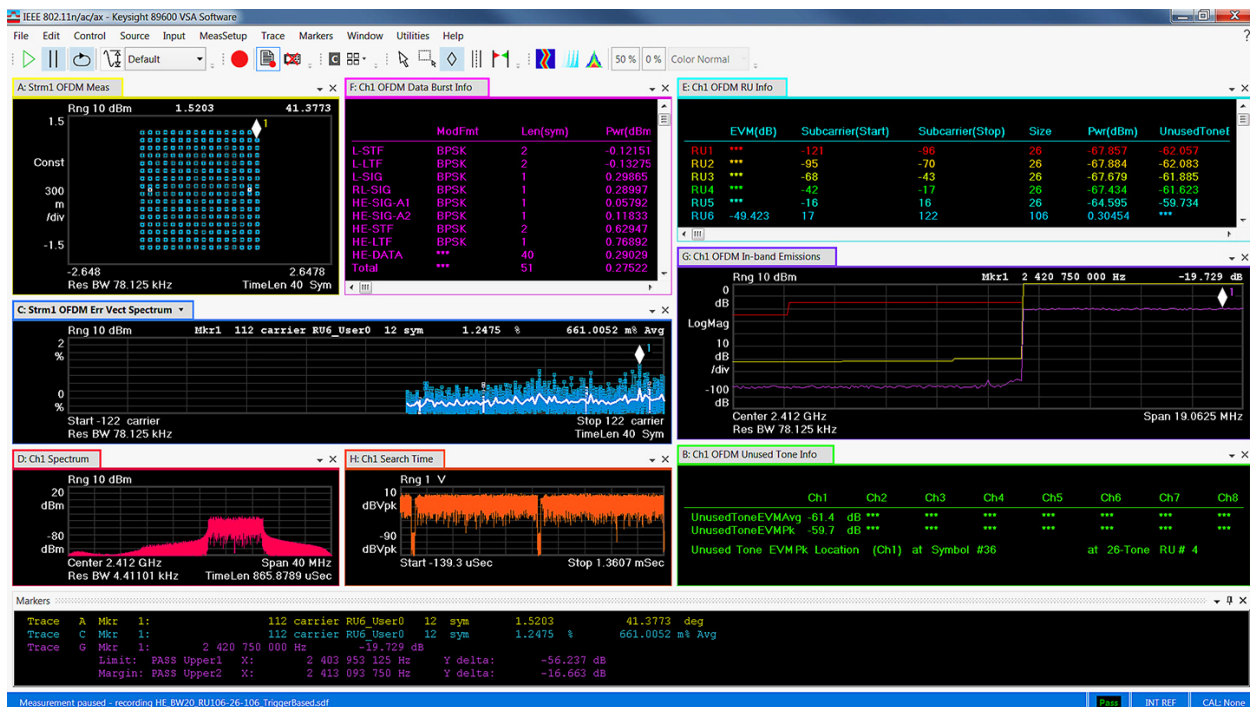 IEEE 802.11n/ac/ax - Keysight 89600 VSA Software
File Edit Control Source Input MeasSetup Trace Markers Window Utilities Help
?
Default
50 % 0 % Color Normal
A: Strm1 OFDM Meas
Rng 10 dBm 1.5203 41.3773
1.5
1
Const
300
m
/div
-1.5
-2.648 2.6478
Res BW 78.125 kHz TimeLen 40 Sym
F: Ch1 OFDM Data Burst Info
ModFmt Len(sym) Pwr(dBm
L-STF BPSK 2 -0.12151
L-LTF BPSK 2 -0.13275
L-SIG BPSK 1 0.29865
RL-SIG BPSK 1 0.28997
HE-SIG-A1 BPSK 1 0.05792
HE-SIG-A2 BPSK 1 0.11833
HE-STF BPSK 2 0.62947
HE-LTF BPSK 1 0.76892
HE-DATA *** 40 0.29029
Total *** 51 0.27522
E: Ch1 OFDM RU Info
EVM(dB) Subcarrier(Start) Subcarrier(Stop) Size Pwr(dBm) UnusedToneE
RU1 *** -121 -96 26 -67.857 -62.057
RU2 *** -95 -70 26 -67.884 -62.083
RU3 *** -68 -43 26 -67.679 -61.885
RU4 *** -42 -17 26 -67.434 -61.623
RU5 *** -16 16 26 -64.595 -59.734
RU6 -49.423 17 122 106 0.30454 ***
C: Strm1 OFDM Err Vect Spectrum
Rng 10 dBm Mkr1 112 carrier RU6_User0 12 sym 1.2475 % 661.0052 m% Avg
2
%
1
0
%
Start -122 carrier Stop 122 carrier
Res BW 78.125 kHz TimeLen 40 Sym
G: Ch1 OFDM In-band Emissions
Rng 10 dBm Mkr1 2 420 750 000 Hz -19.729 dB
0
dB
1
LogMag
10
dB
/div
-100
dB
Center 2.412 GHz Span 19.0625 MHz
Res BW 78.125 kHz
D: Ch1 Spectrum
Rng 10 dBm
20
dBm
-80
dBm
Center 2.412 GHz Span 40 MHz
Res BW 4.41101 kHz TimeLen 865.8789 uSec
H: Ch1 Search Time
Rng 1 V
10
dBVpk
-90
dBVpk
Start -139.3 uSec Stop 1.3607 mSec
B: Ch1 OFDM Unused Tone Info
Ch1 Ch2 Ch3 Ch4 Ch5 Ch6 Ch7 Ch8
UnusedToneEVMAvg -61.4 dB *** *** *** *** *** *** ***
UnusedToneEVMPk -59.7 dB *** *** *** *** *** *** ***
Unused Tone EVM Pk Location (Ch1) at Symbol #36 at 26-Tone RU# 4
Markers
Trace A Mkr 1: 112 carrier RU6_User0 12 sym 1.5203 41.3773 deg
Trace C Mkr 1: 112 carrier RU6_User0 12 sym 1.2475 % 661.0052 m% Avg
Trace G Mkr 1: 2 420 750 000 Hz -19.729 dB
Limit: PASS Upper1 X: 2 403 953 125 Hz Y delta: -56.237 dB
Margin: PASS Upper2 X: 2 413 093 750 Hz Y delta: -16.663 dB
Measurement paused - recording HE_BW20_RU106-26-106_TriggerBased.sdf
Pass INT REF CAL: None